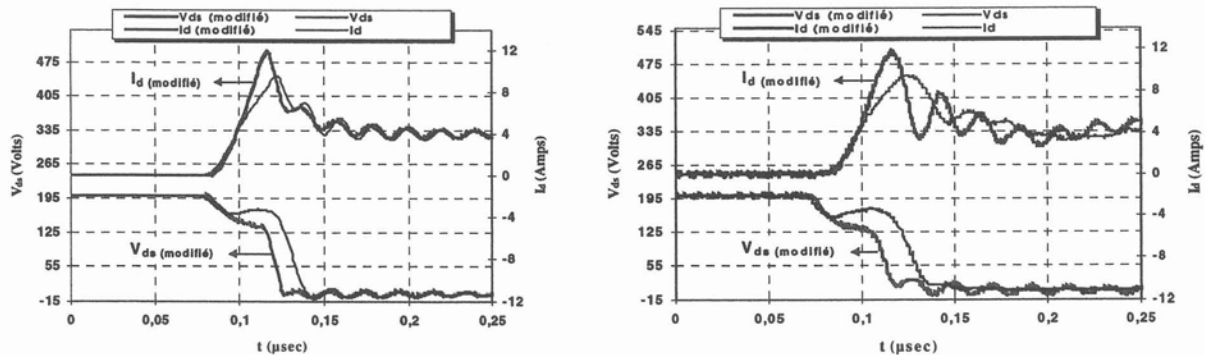 Vds (modifié) Vds
Id (modifié) Id
475
405
335
265
195
125
55
-15
Vds (Volts)
12
8
4
0
-4
-8
-12
Id (Amps)
Id (modifié)
Vds (modifié)
0 0,05 0,1 0,15 0,2 0,25
t (µsec)
Vds (modifié) Vds
Id (modifié) Id
545
475
405
335
265
195
125
55
-15
Vds (Volts)
12
8
4
0
-4
-8
-12
Id (Amps)
Id (modifié)
Vds (modifié)
0 0,05 0,1 0,15 0,2 0,25
t (µsec)